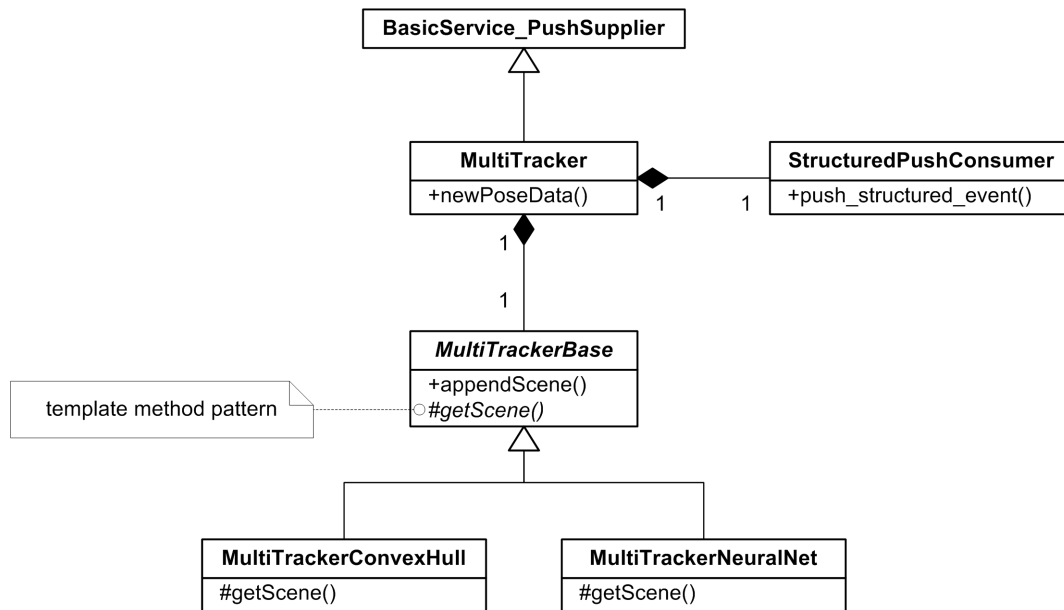 BasicService_PushSupplier
MultiTracker
+newPoseData()
StructuredPushConsumer
+push_structured_event()
1
1
1
1
MultiTrackerBase
+appendScene()
#getScene()
template method pattern
MultiTrackerConvexHull
#getScene()
MultiTrackerNeuralNet
#getScene()